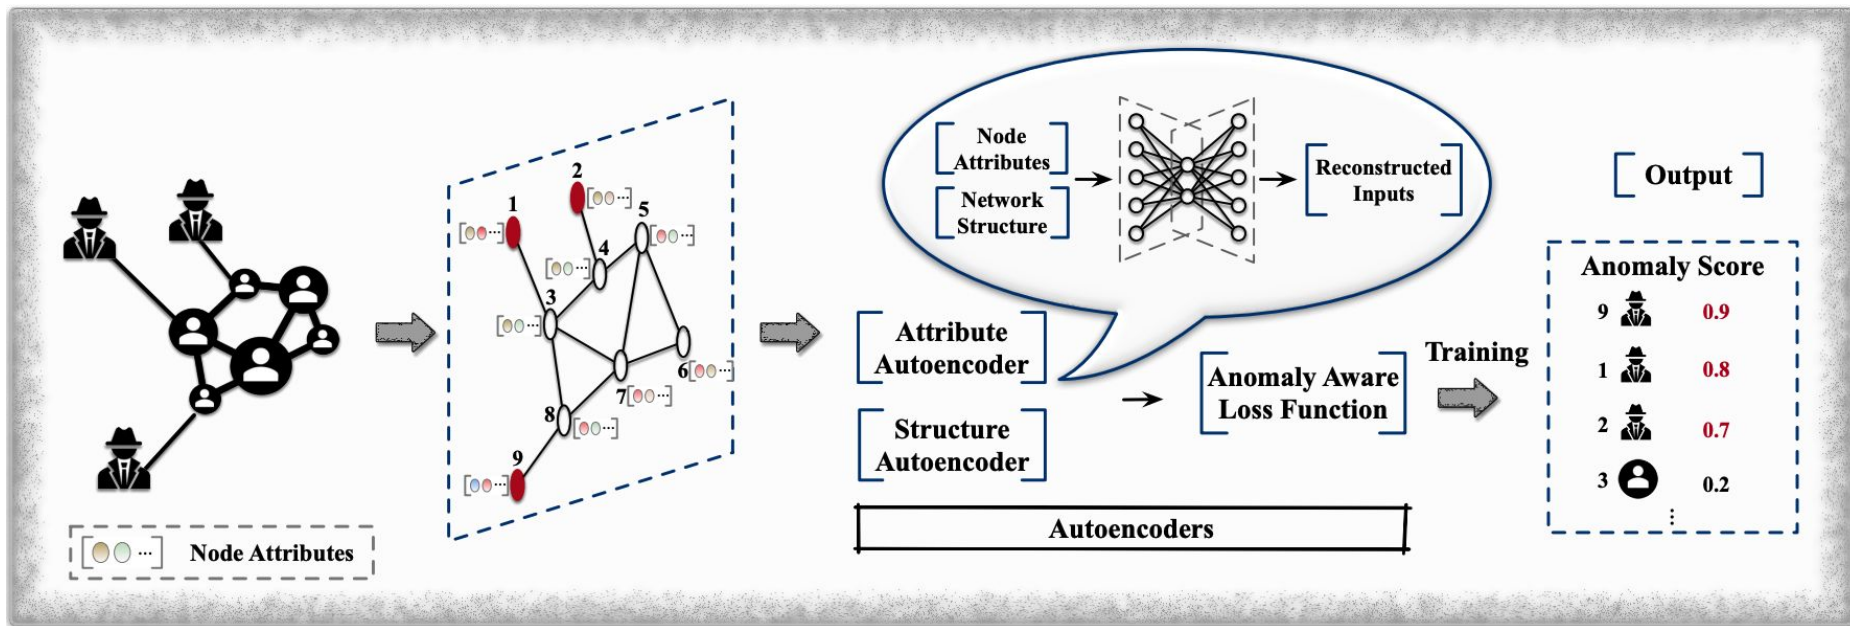 Node Attributes
1
2
3
4
5
6
7
8
9
Node
Attributes
Network
Structure
Reconstructed
Inputs
Attribute
Autoencoder
Structure
Autoencoder
Anomaly Aware
Loss Function
Autoencoders
Training
Output
Anomaly Score
9 0.9
1 0.8
2 0.7
3 0.2